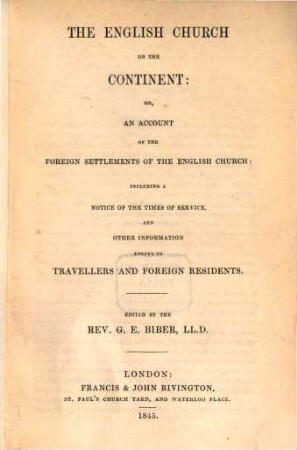 THE ENGLISH CHURCH
ON THE
CONTINENT:
OR,
AN ACCOUNT
OF THE
FOREIGN SETTLEMENTS OF THE ENGLISH CHURCH:
INCLUDING A
NOTICE OF THE TIMES OF SERVICE,
AND
OTHER INFORMATION
USEFUL TO
TRAVELLERS AND FOREIGN RESIDENTS.
EDITED BY THE
REV. G. E. BIBER, LL.D.
LONDON:
FRANCIS & JOHN RIVINGTON,
ST. PAUL'S CHURCH YARD, AND WATERLOO PLACE.
1845.